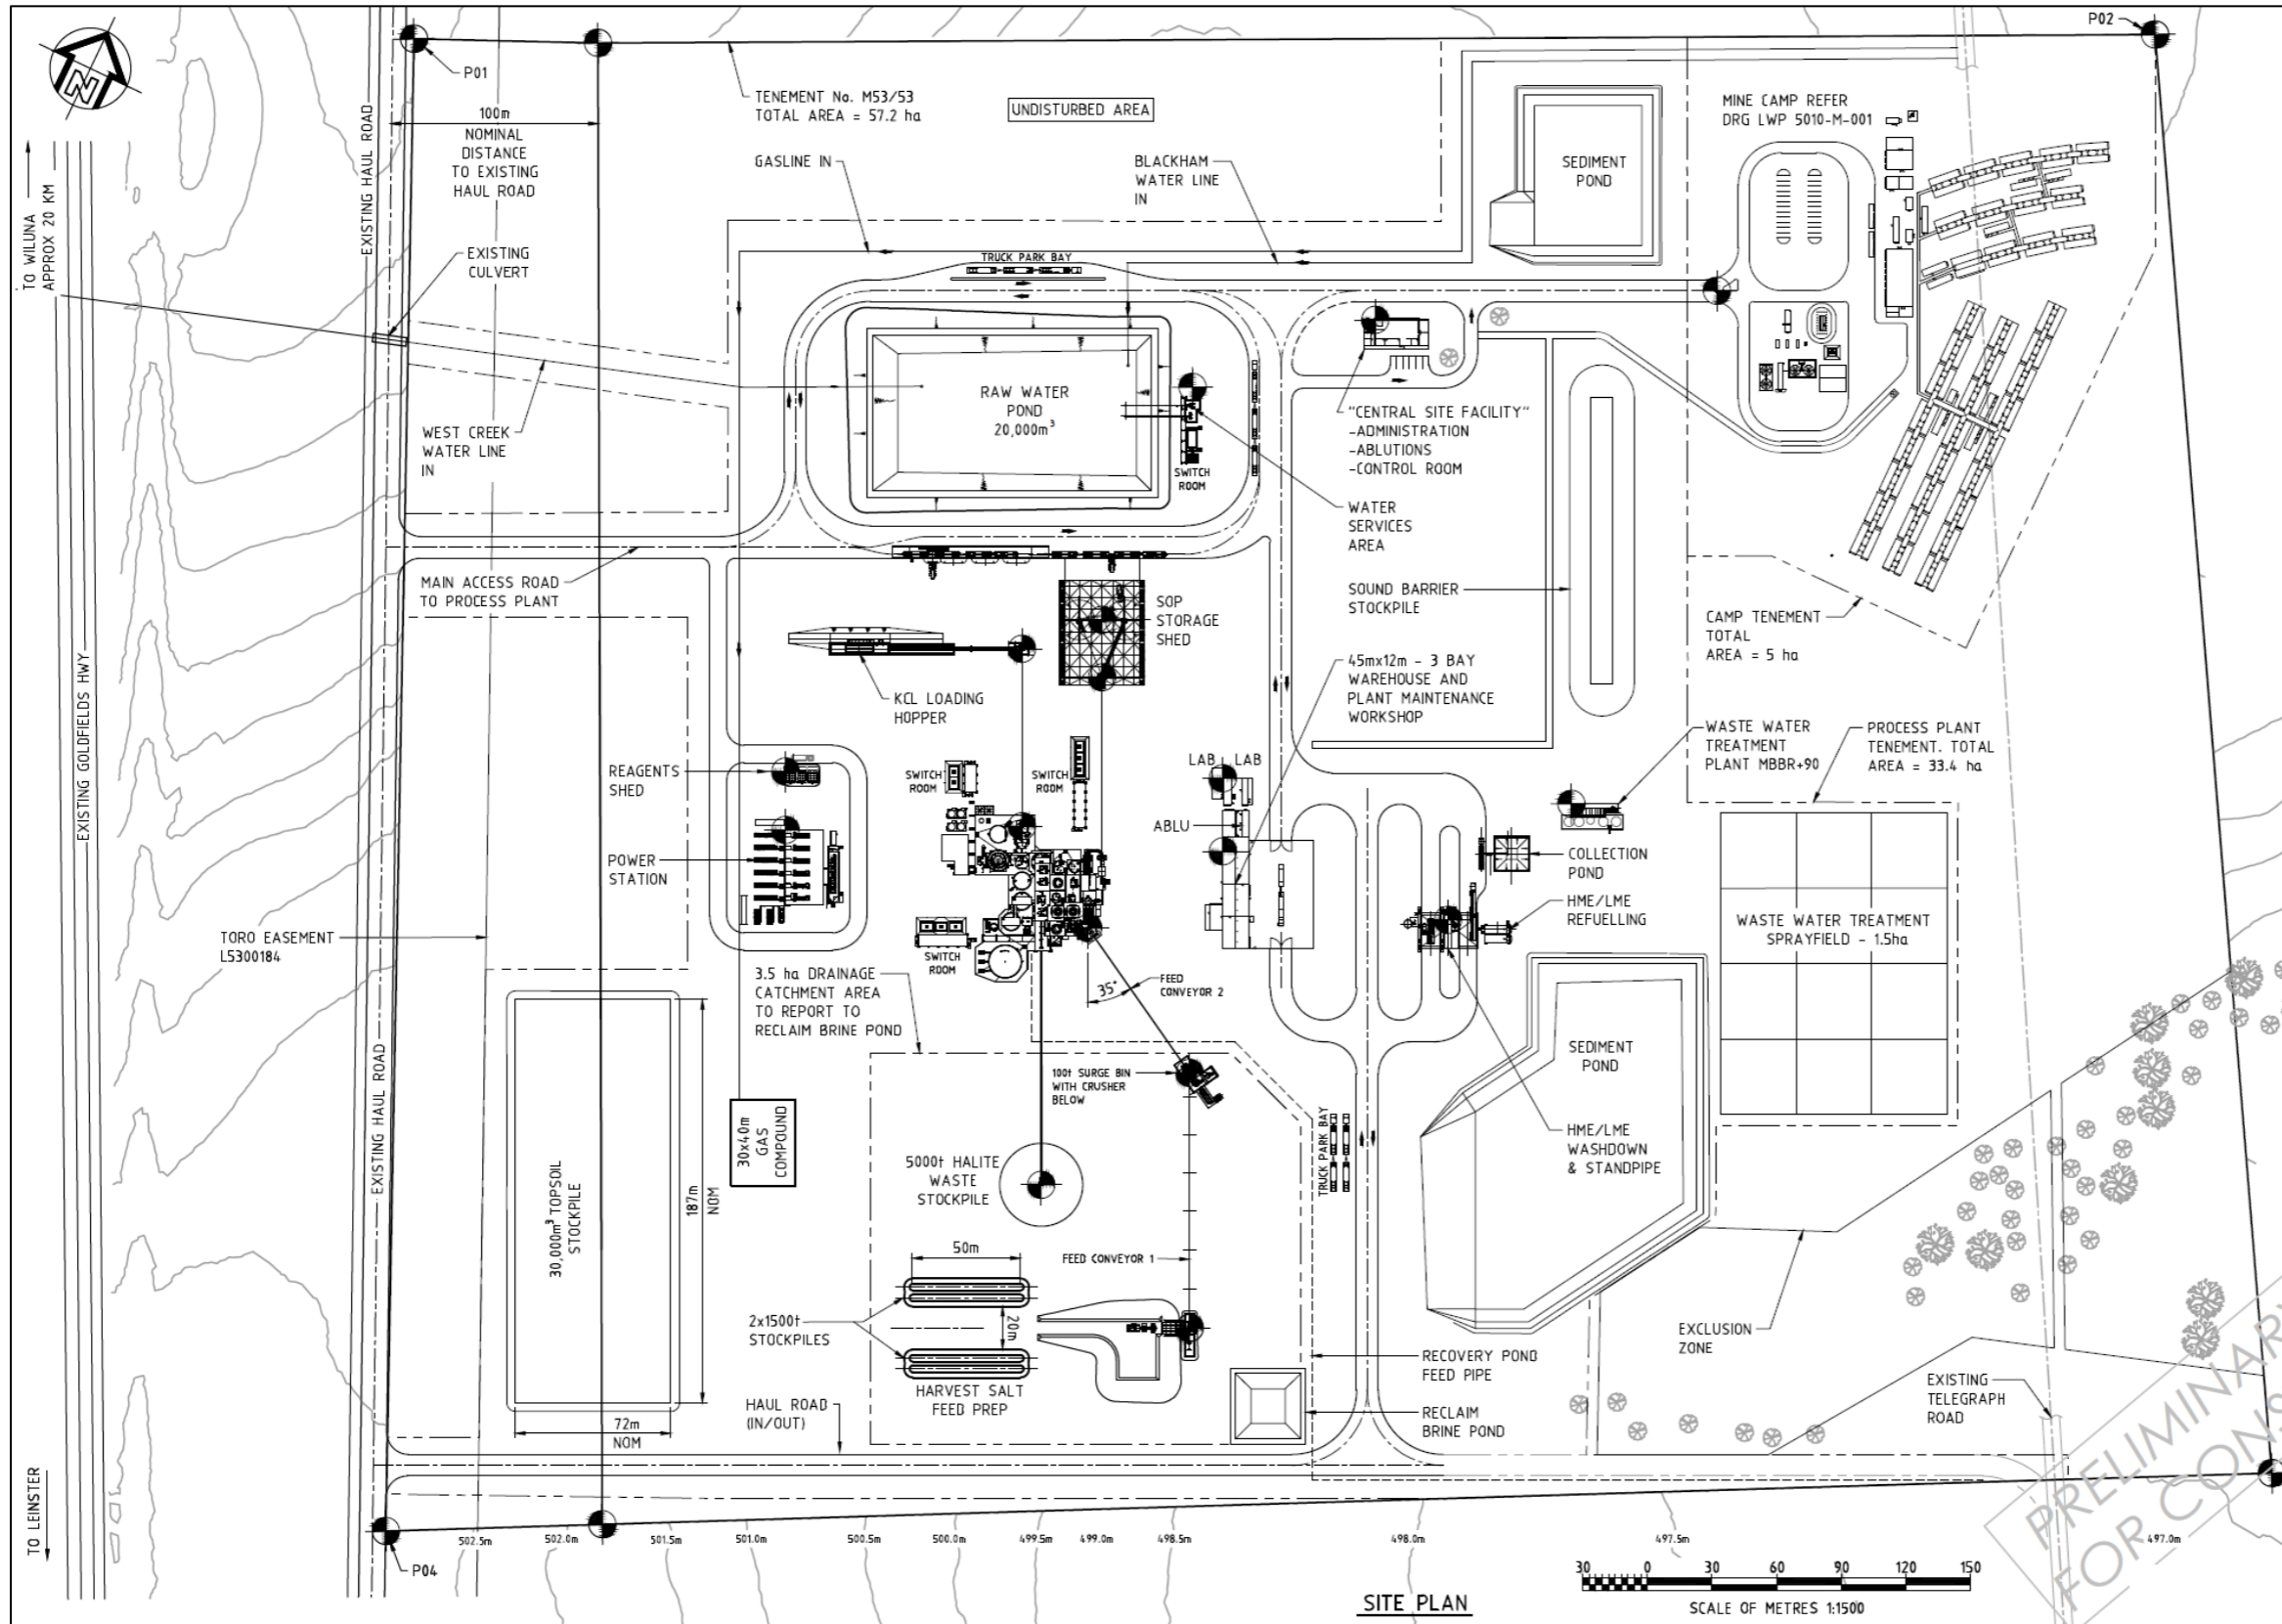 P02
P01
N
EXISTING HAUL ROAD
100m
NOMINAL
DISTANCE
TO EXISTING
HAUL ROAD
TENEMENT No. M53/53
TOTAL AREA = 57.2 ha
UNDISTURBED AREA
MINE CAMP REFER
DRG LWP 5010-M-001
GASLINE IN
BLACKHAM
WATER LINE
IN
SEDIMENT
POND
TO WILUNA
APPROX 20 KM
EXISTING
CULVERT
TRUCK PARK BAY
RAW WATER
POND
20,000m³
SWITCH
ROOM
"CENTRAL SITE FACILITY"
-ADMINISTRATION
-ABLUTIONS
-CONTROL ROOM
WEST CREEK
WATER LINE
IN
WATER
SERVICES
AREA
MAIN ACCESS ROAD
TO PROCESS PLANT
SOP
STORAGE
SHED
SOUND BARRIER
STOCKPILE
CAMP TENEMENT
TOTAL
AREA = 5 ha
EXISTING GOLDFIELDS HWY
KCL LOADING
HOPPER
45mx12m - 3 BAY
WAREHOUSE AND
PLANT MAINTENANCE
WORKSHOP
WASTE WATER
TREATMENT
PLANT MBBR+90
PROCESS PLANT
TENEMENT. TOTAL
AREA = 33.4 ha
REAGENTS
SHED
SWITCH
ROOM
SWITCH
ROOM
LAB
LAB
ABLU
POWER
STATION
COLLECTION
POND
HME/LME
REFUELLING
WASTE WATER TREATMENT
SPRAYFIELD - 1.5ha
TORO EASEMENT
L5300184
SWITCH
ROOM
3.5 ha DRAINAGE
CATCHMENT AREA
TO REPORT TO
RECLAIM BRINE POND
35°
FEED
CONVEYOR 2
SEDIMENT
POND
EXISTING HAUL ROAD
100t SURGE BIN
WITH CRUSHER
BELOW
30x40m
GAS
COMPOUND
TRUCK PARK BAY
HME/LME
WASHDOWN
& STANDPIPE
30,000m³ TOPSOIL
STOCKPILE
187m
NOM
5000t HALITE
WASTE
STOCKPILE
50m
FEED CONVEYOR 1
2x1500t
STOCKPILES
20m
HARVEST SALT
FEED PREP
RECOVERY POND
FEED PIPE
EXCLUSION
ZONE
HAUL ROAD
(IN/OUT)
72m
NOM
RECLAIM
BRINE POND
EXISTING
TELEGRAPH
ROAD
TO LEINSTER
P04
502.5m
502.0m
501.5m
501.0m
500.5m
500.0m
499.5m
499.0m
498.5m
498.0m
497.5m
497.0m
30 0 30 60 90 120 150
SCALE OF METRES 1:1500
SITE PLAN
PRELIMINARY
FOR CONS